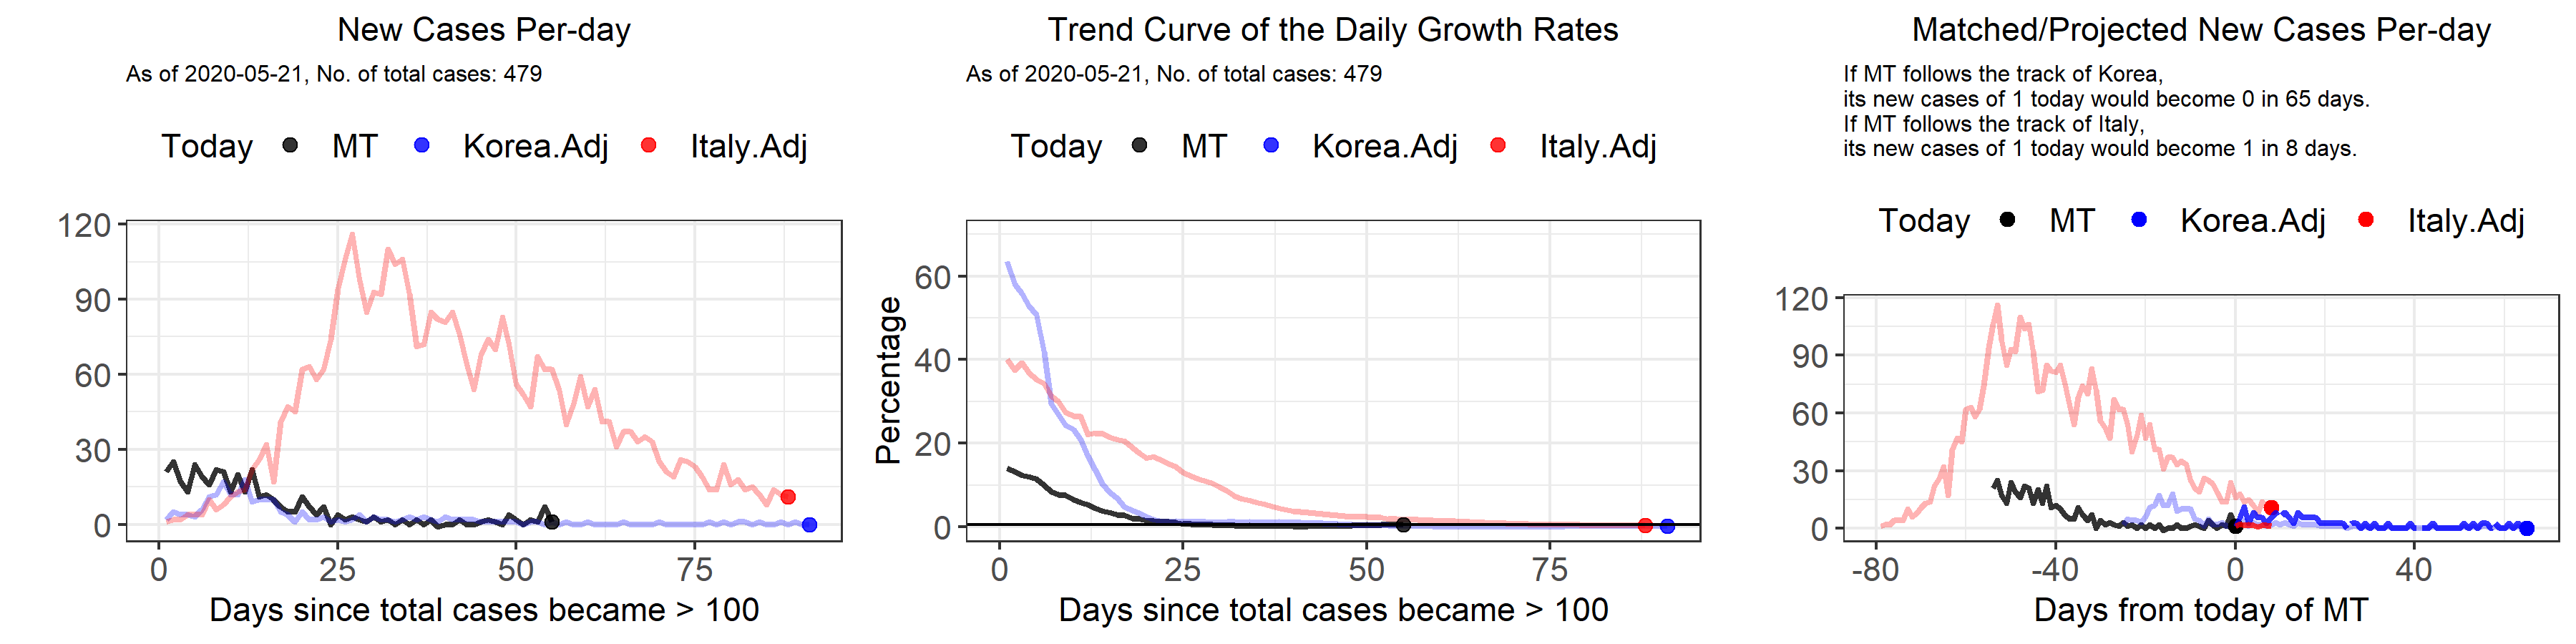 New Cases Per-day
As of 2020-05-21, No. of total cases: 479
Today MT Korea.Adj Italy.Adj
120
90
60
30
0
0 25 50 75
Days since total cases became > 100
Trend Curve of the Daily Growth Rates
As of 2020-05-21, No. of total cases: 479
Today MT Korea.Adj Italy.Adj
Percentage
60
40
20
0
0 25 50 75
Days since total cases became > 100
Matched/Projected New Cases Per-day
If MT follows the track of Korea,
its new cases of 1 today would become 0 in 65 days.
If MT follows the track of Italy,
its new cases of 1 today would become 1 in 8 days.
Today MT Korea.Adj Italy.Adj
120
90
60
30
0
-80 -40 0 40
Days from today of MT